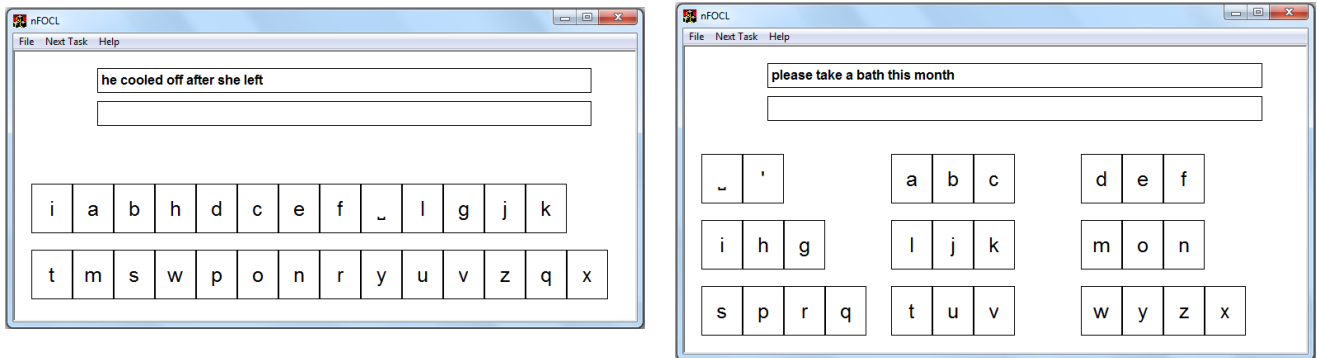 nFOCL
File Next Task Help
he cooled off after she left
i a b h d c e f ␣ l g j k
t m s w p o n r y u v z q x
nFOCL
File Next Task Help
please take a bath this month
␣ ' a b c d e f
i h g l j k m o n
s p r q t u v w y z x